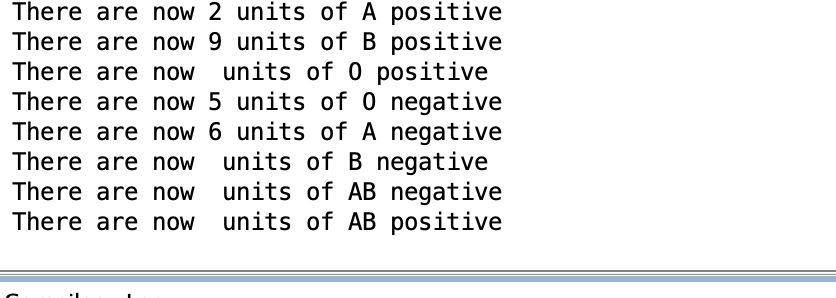 There are now 2 units of A positive
There are now 9 units of B positive
There are now  units of O positive
There are now 5 units of O negative
There are now 6 units of A negative
There are now  units of B negative
There are now  units of AB negative
There are now  units of AB positive